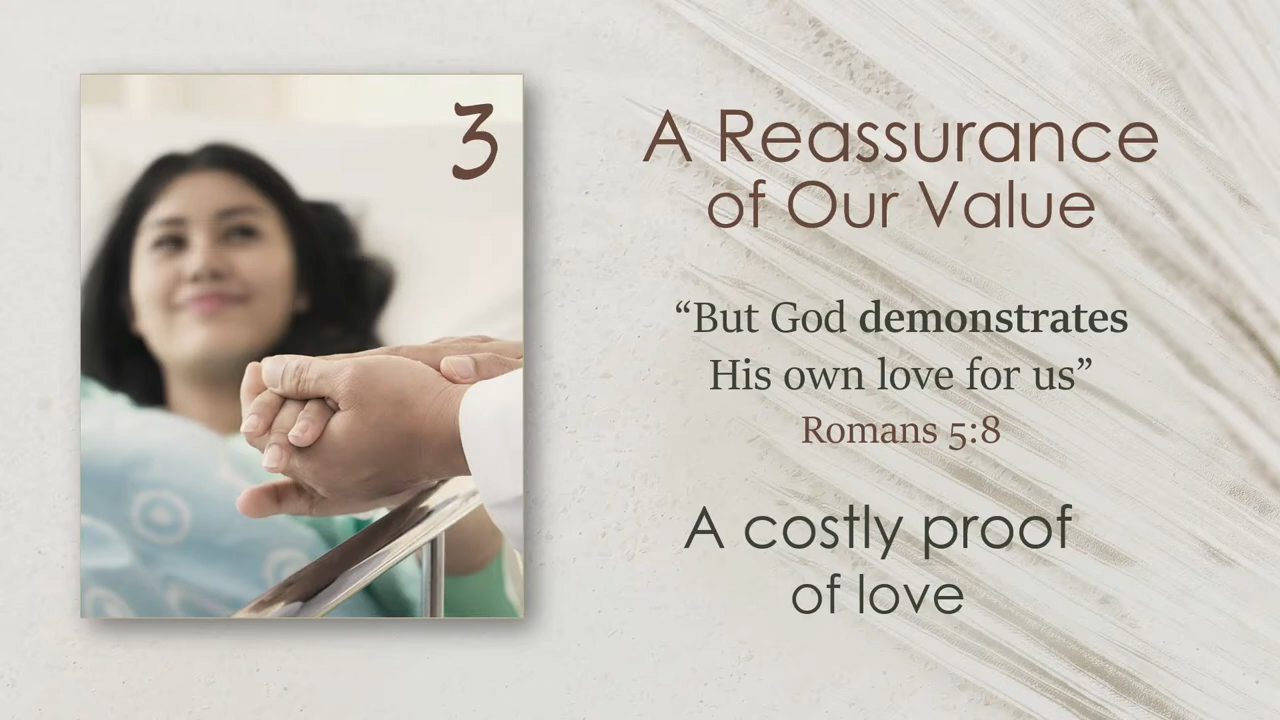 3
A Reassurance
of Our Value
“But God demonstrates
His own love for us”
Romans 5:8
A costly proof
of love